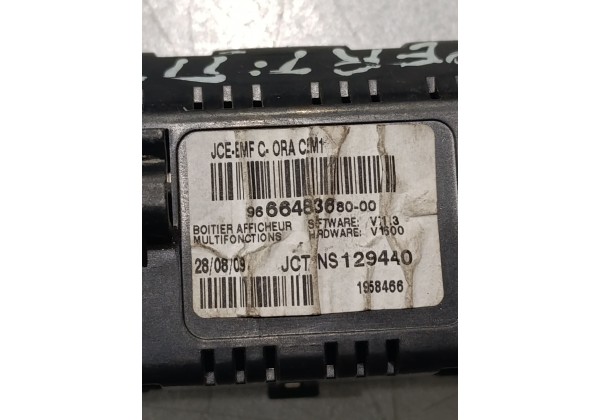 JCE-EMF C- ORA C5M1
96 664836 80-00
BOITIER AFFICHEUR SOFTWARE: V11.3
MULTIFONCTIONS HARDWARE: V1600
28/08/09 JCT NS129440
1958466